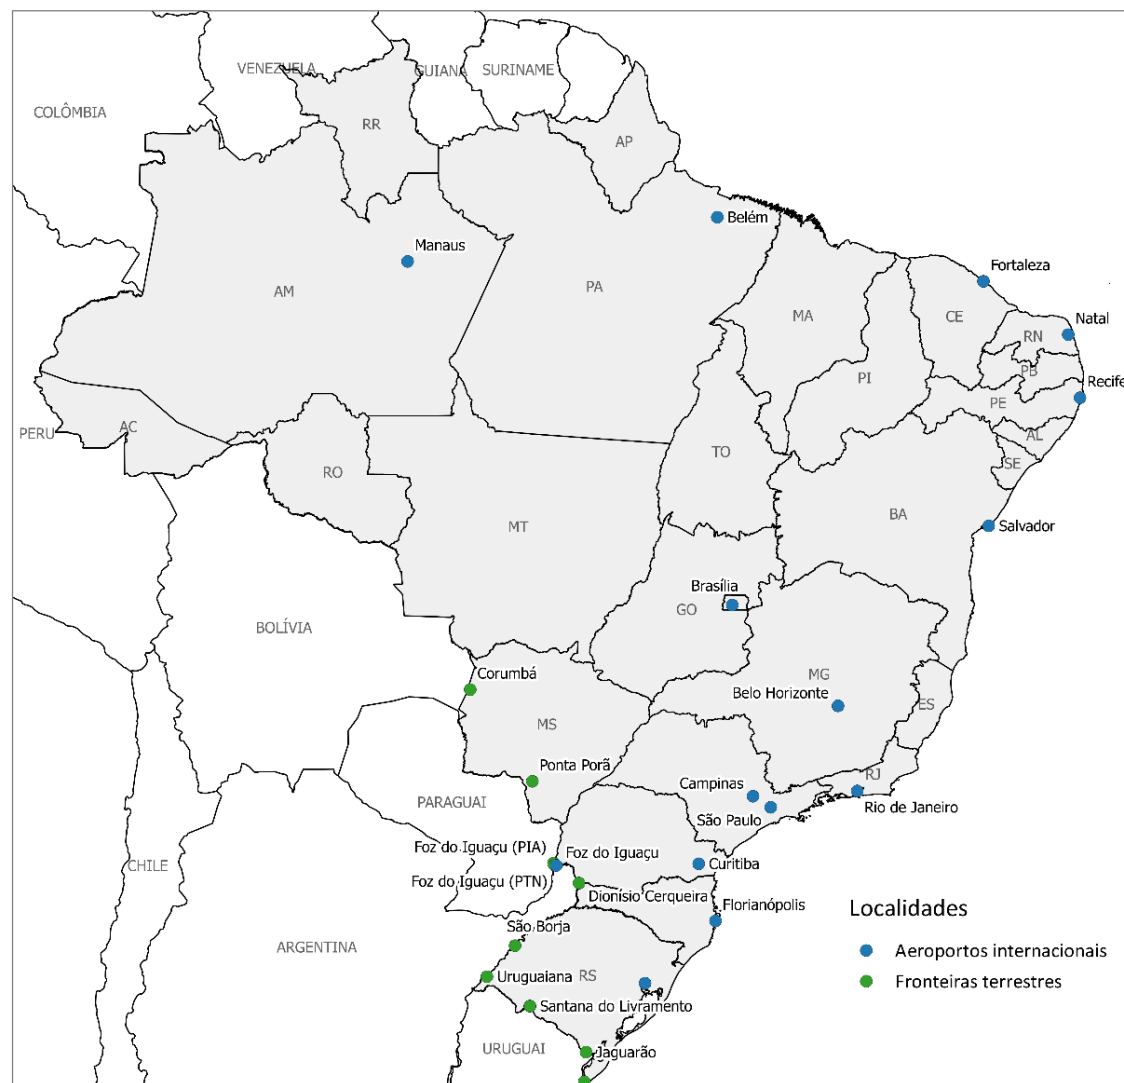 VENEZUELA
GUIANA
SURINAME
COLÔMBIA
RR
AP
Belém
Manaus
Fortaleza
AM
PA
MA
CE
Natal
RN
PB
PI
Recife
PE
PERU
AC
AL
TO
SE
RO
BA
MT
Salvador
Brasília
GO
BOLÍVIA
Corumbá
MG
Belo Horizonte
ES
MS
Ponta Porã
RJ
Campinas
PARAGUAI
São Paulo
Rio de Janeiro
Foz do Iguaçu (PIA)
Foz do Iguaçu
CHILE
Curitiba
Foz do Iguaçu (PTN)
Dionísio Cerqueira
Florianópolis
Localidades
São Borja
ARGENTINA
Aeroportos internacionais
Uruguaiana
RS
Fronteiras terrestres
Santana do Livramento
URUGUAI
Jaguarão